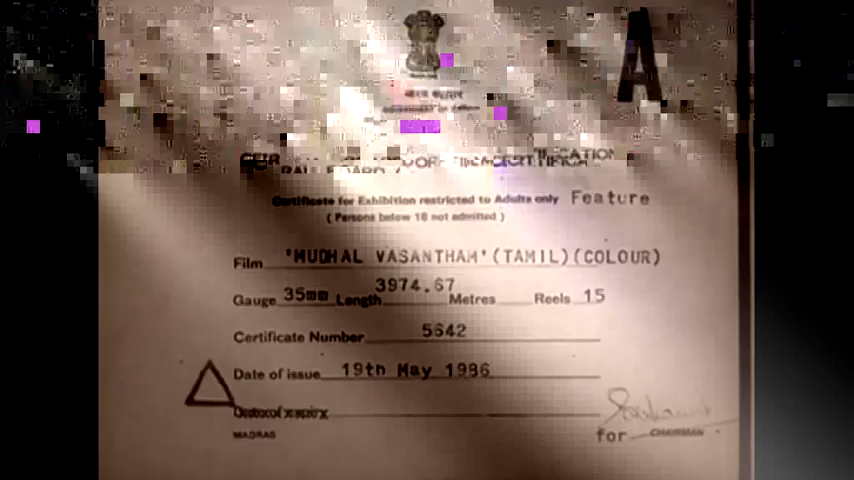 A
Certificate for Exhibition restricted to Adults only Feature
( Persons below 18 not admitted )
Film 'MUDHAL VASANTHAM' (TAMIL) (COLOUR)
Gauge 35mm Length 3974.67 Metres Reels 15
Certificate Number 5642
Date of issue 19th May 1986
MADRAS
for CHAIRMAN